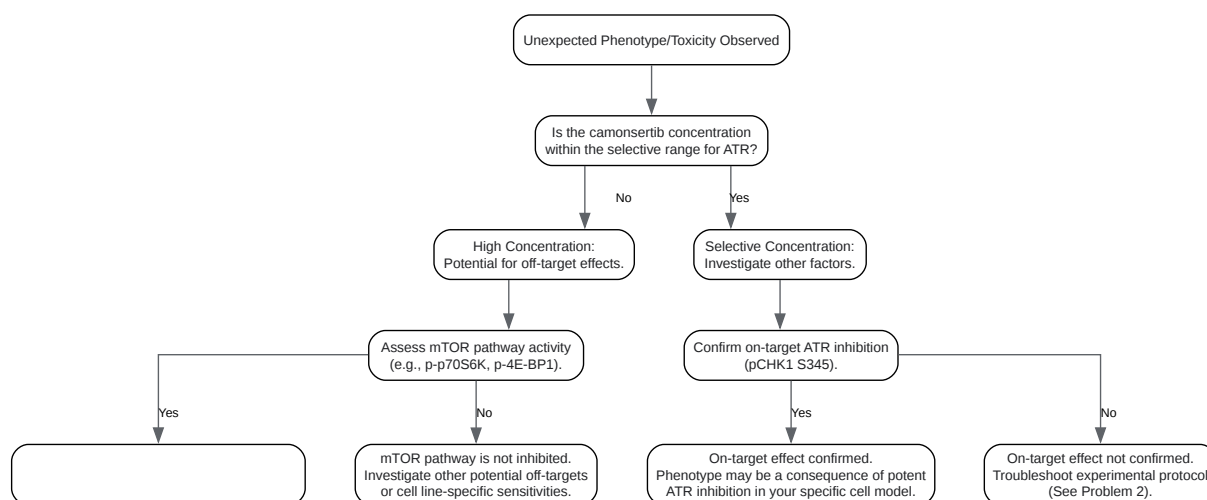 Unexpected Phenotype/Toxicity Observed
Is the camonsertib concentration
within the selective range for ATR?
No
Yes
High Concentration:
Potential for off-target effects.
Selective Concentration:
Investigate other factors.
Assess mTOR pathway activity
(e.g., p-p70S6K, p-4E-BP1).
Confirm on-target ATR inhibition
(pCHK1 S345).
Yes
No
Yes
No
mTOR pathway is not inhibited.
Investigate other potential off-targets
or cell line-specific sensitivities.
On-target effect confirmed.
Phenotype may be a consequence of potent
ATR inhibition in your specific cell model.
On-target effect not confirmed.
Troubleshoot experimental protocol
(See Problem 2).